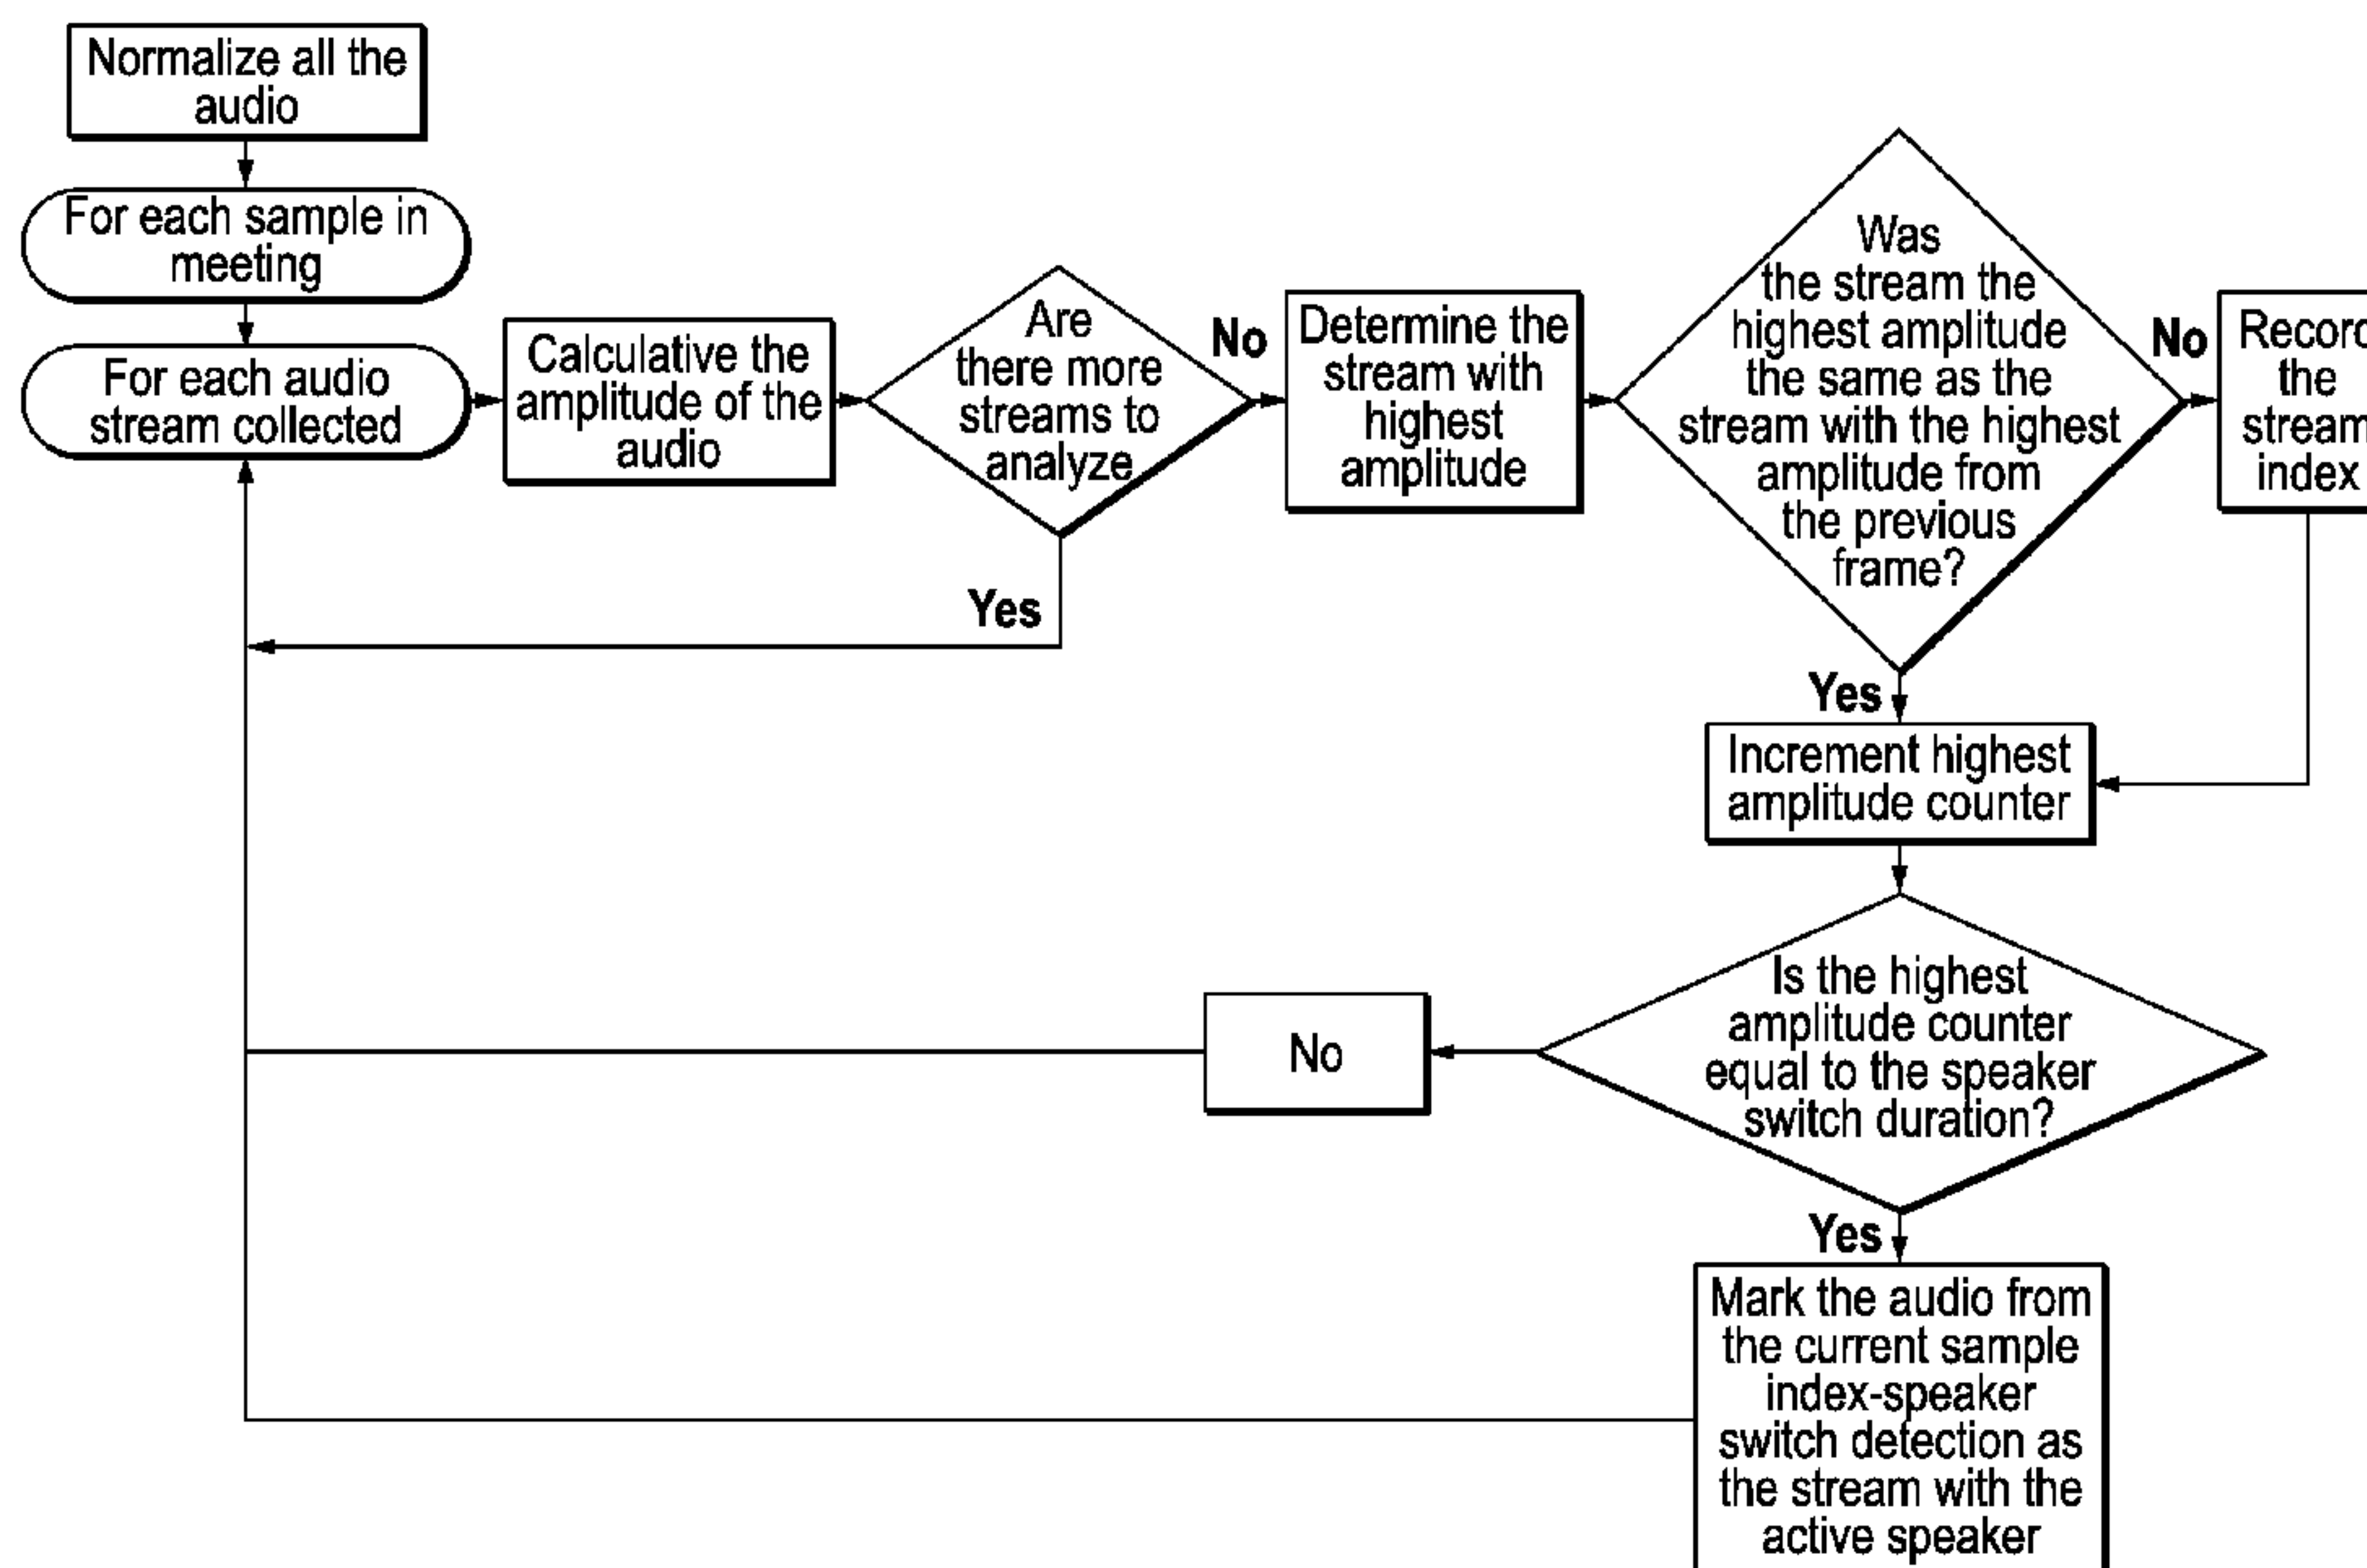 Normalize all the
audio
For each sample in
meeting
For each audio
stream collected
Calculative the
amplitude of the
audio
Are
there more
streams to
analyze
No
Yes
Determine the
stream with
highest
amplitude
Was
the stream the
highest amplitude
the same as the
stream with the highest
amplitude from
the previous
frame?
No
Record
the
stream
index
Yes
Increment highest
amplitude counter
Is the highest
amplitude counter
equal to the speaker
switch duration?
No
Yes
Mark the audio from
the current sample
index-speaker
switch detection as
the stream with the
active speaker